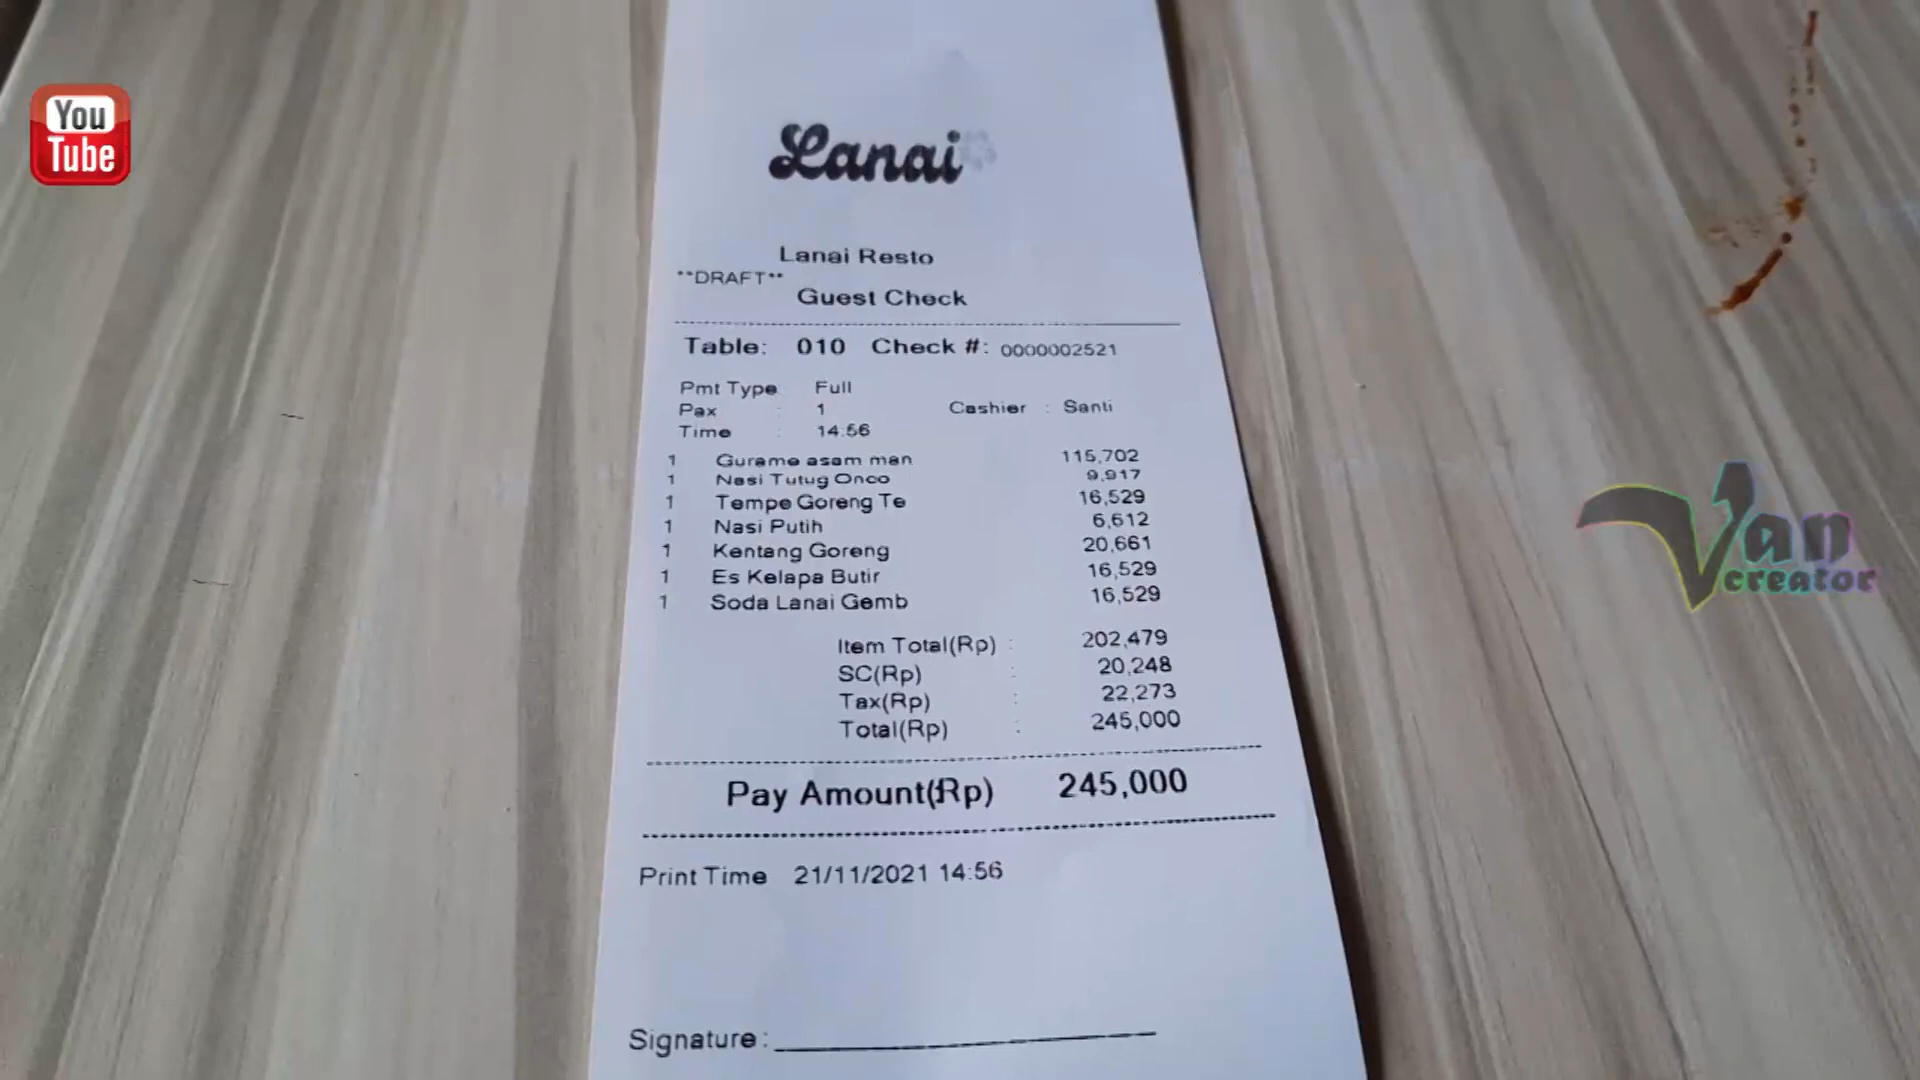 You
Tube
Lanai
Lanai Resto
**DRAFT**
Guest Check
Table: 010 Check #: 0000002521
Pmt Type : Full
Pax : 1 Cashier : Santi
Time : 14:56
1 Gurame asam man 115,702
1 Nasi Tutug Onco 9,917
1 Tempe Goreng Te 16,529
1 Nasi Putih 6,612
1 Kentang Goreng 20,661
1 Es Kelapa Butir 16,529
1 Soda Lanai Gemb 16,529
Item Total(Rp) : 202,479
SC(Rp) : 20,248
Tax(Rp) : 22,273
Total(Rp) : 245,000
Pay Amount(Rp) 245,000
Print Time 21/11/2021 14:56
Signature :
Van
creator